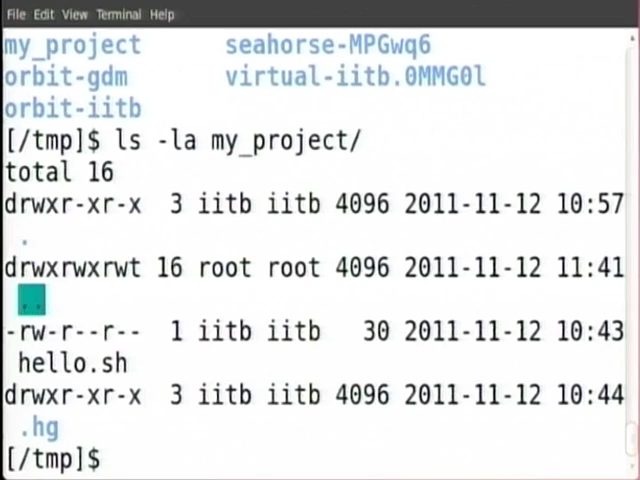 File Edit View Terminal Help
my_project seahorse-MPGwq6
orbit-gdm virtual-iitb.0MMG0l
orbit-iitb
[/tmp]$ ls -la my_project/
total 16
drwxr-xr-x 3 iitb iitb 4096 2011-11-12 10:57
.
drwxrwxrwt 16 root root 4096 2011-11-12 11:41
..
-rw-r--r-- 1 iitb iitb 30 2011-11-12 10:43
hello.sh
drwxr-xr-x 3 iitb iitb 4096 2011-11-12 10:44
.hg
[/tmp]$